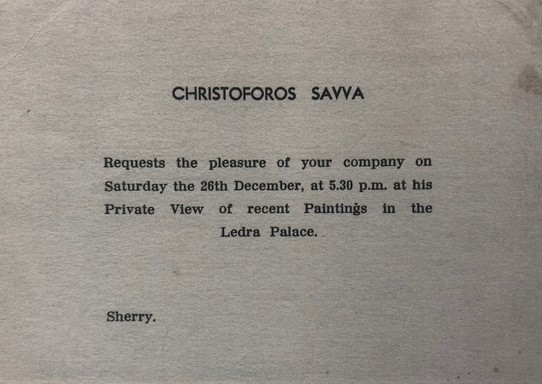 CHRISTOFOROS SAVVA
Requests the pleasure of your company on
Saturday the 26th December, at 5.30 p.m. at his
Private View of recent Paintings in the
Ledra Palace.
Sherry.